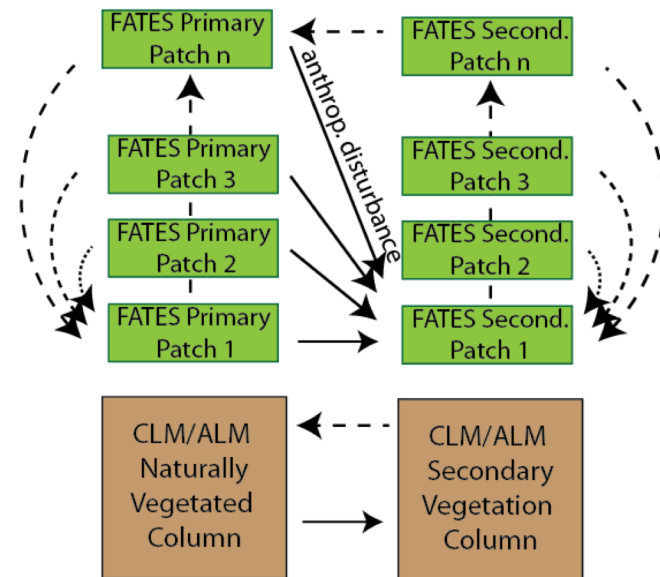 FATES Primary
Patch n
FATES Second.
Patch n
anthrop. disturbance
FATES Primary
Patch 3
FATES Second.
Patch 3
FATES Primary
Patch 2
FATES Second.
Patch 2
FATES Primary
Patch 1
FATES Second.
Patch 1
CLM/ALM
Naturally
Vegetated
Column
CLM/ALM
Secondary
Vegetation
Column